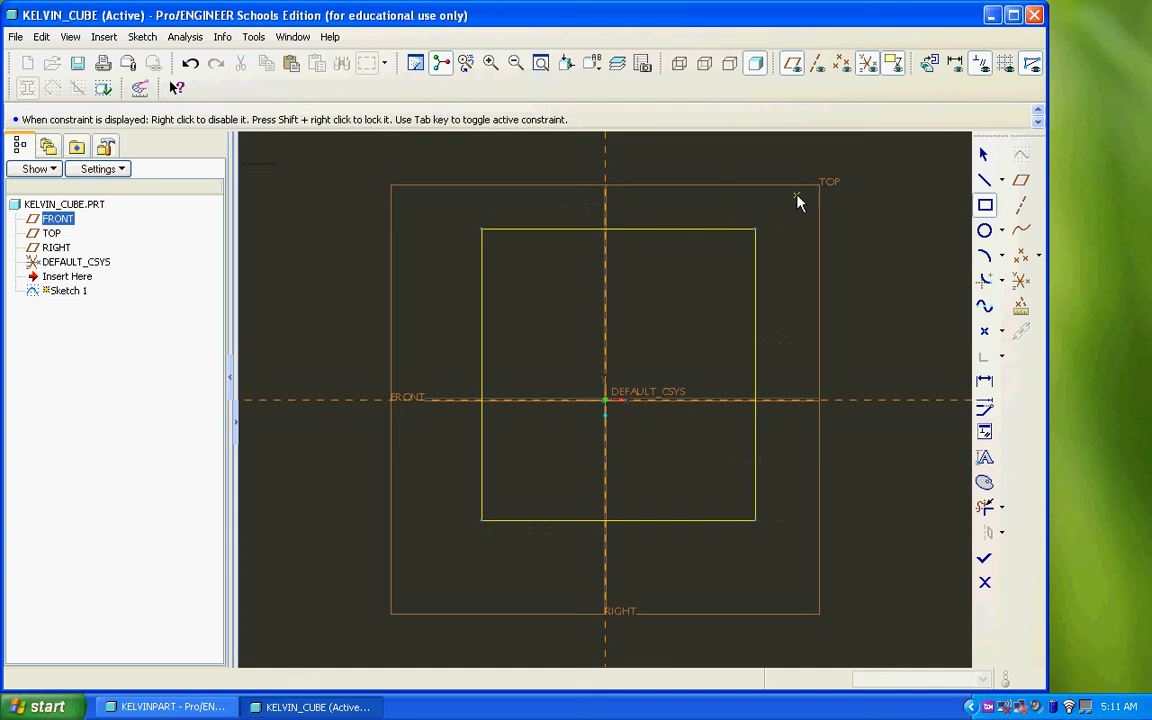 KELVIN_CUBE (Active) - Pro/ENGINEER Schools Edition (for educational use only)
File Edit View Insert Sketch Analysis Info Tools Window Help
When constraint is displayed: Right click to disable it. Press Shift + right click to lock it. Use Tab key to toggle active constraint.
Show Settings
KELVIN_CUBE.PRT
FRONT
TOP
RIGHT
DEFAULT_CSYS
Insert Here
Sketch 1
TOP
DEFAULT_CSYS
FRONT
RIGHT
start KELVINPART - Pro/EN... KELVIN_CUBE (Active... 5:11 AM